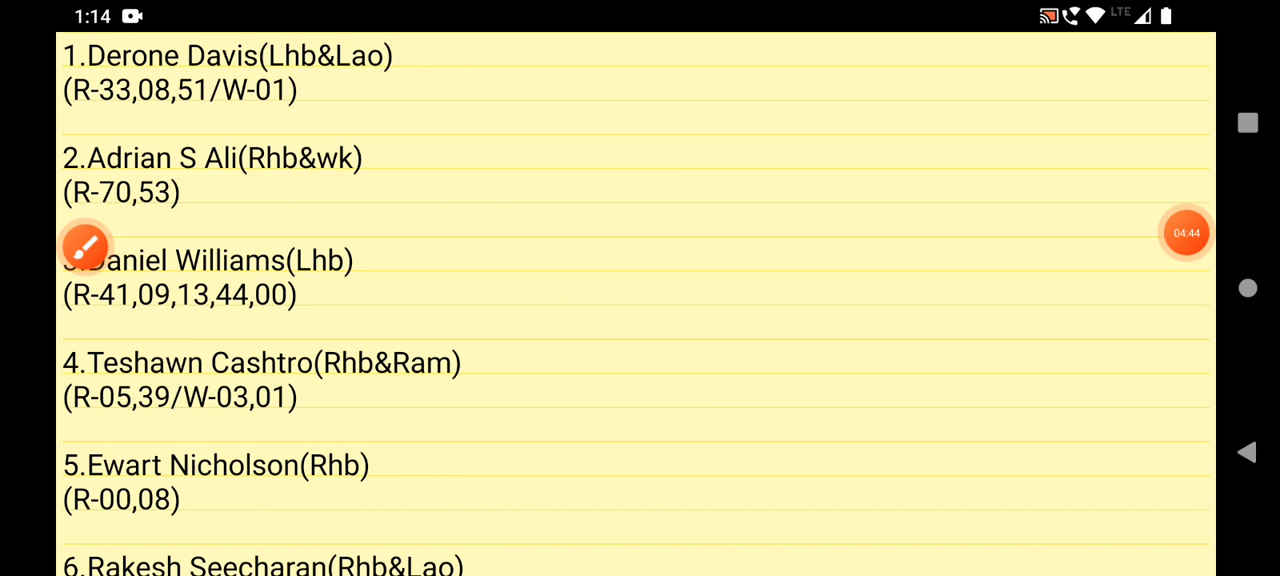 1:14
LTE
1.Derone Davis(Lhb&Lao)
(R-33,08,51/W-01)
2.Adrian S Ali(Rhb&wk)
(R-70,53)
04:44
3.Daniel Williams(Lhb)
(R-41,09,13,44,00)
4.Teshawn Cashtro(Rhb&Ram)
(R-05,39/W-03,01)
5.Ewart Nicholson(Rhb)
(R-00,08)
6.Rakesh Seecharan(Rhb&Lao)